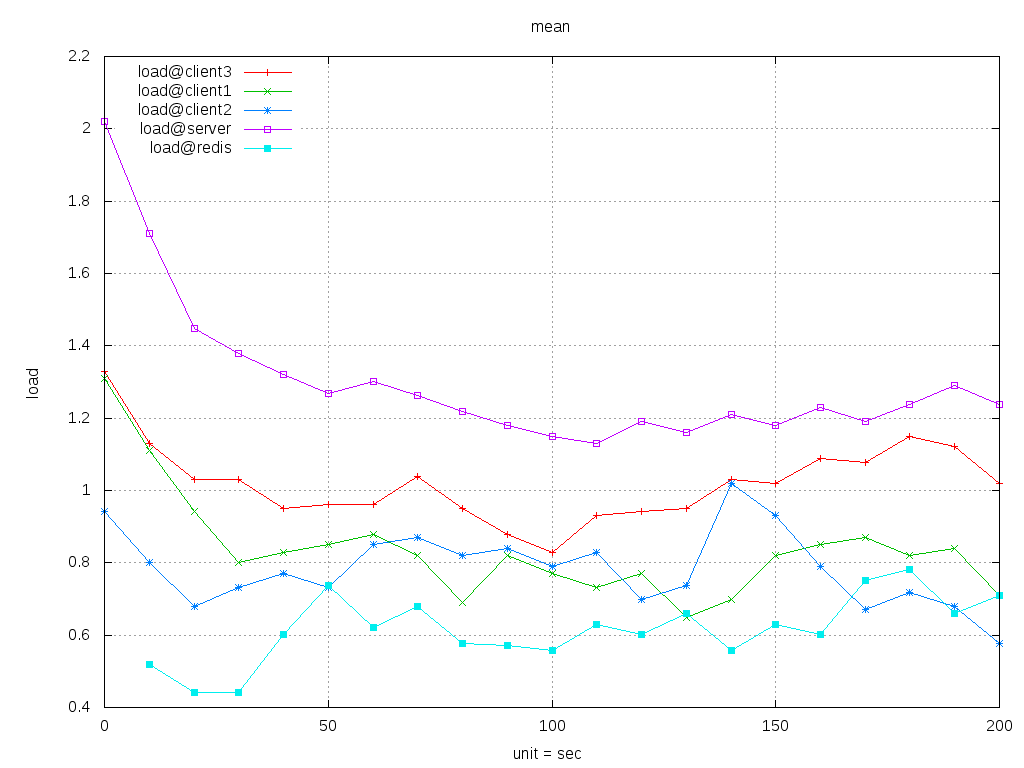 mean
2.2
2
1.8
1.6
1.4
1.2
1
0.8
0.6
0.4
load
load@client3
load@client1
load@client2
load@server
load@redis
0 50 100 150 200
unit = sec